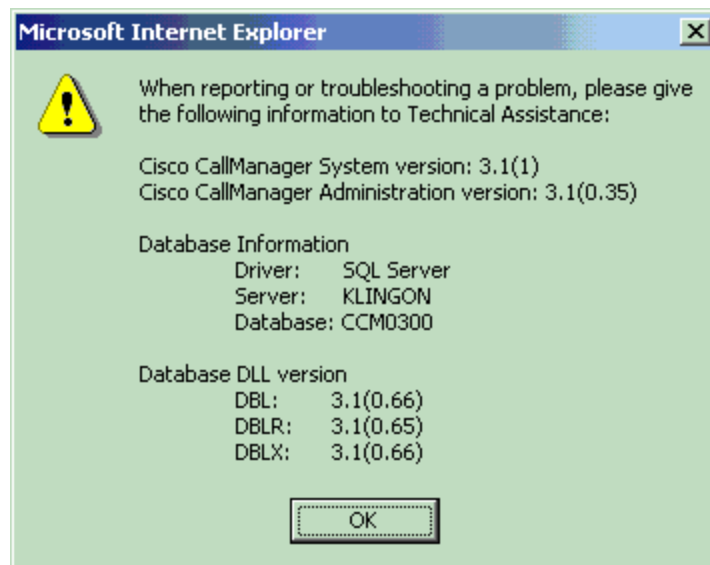 Microsoft Internet Explorer
When reporting or troubleshooting a problem, please give
the following information to Technical Assistance:
Cisco CallManager System version: 3.1(1)
Cisco CallManager Administration version: 3.1(0.35)
Database Information
Driver: SQL Server
Server: KLINGON
Database: CCM0300
Database DLL version
DBL: 3.1(0.66)
DBLR: 3.1(0.65)
DBLX: 3.1(0.66)
OK